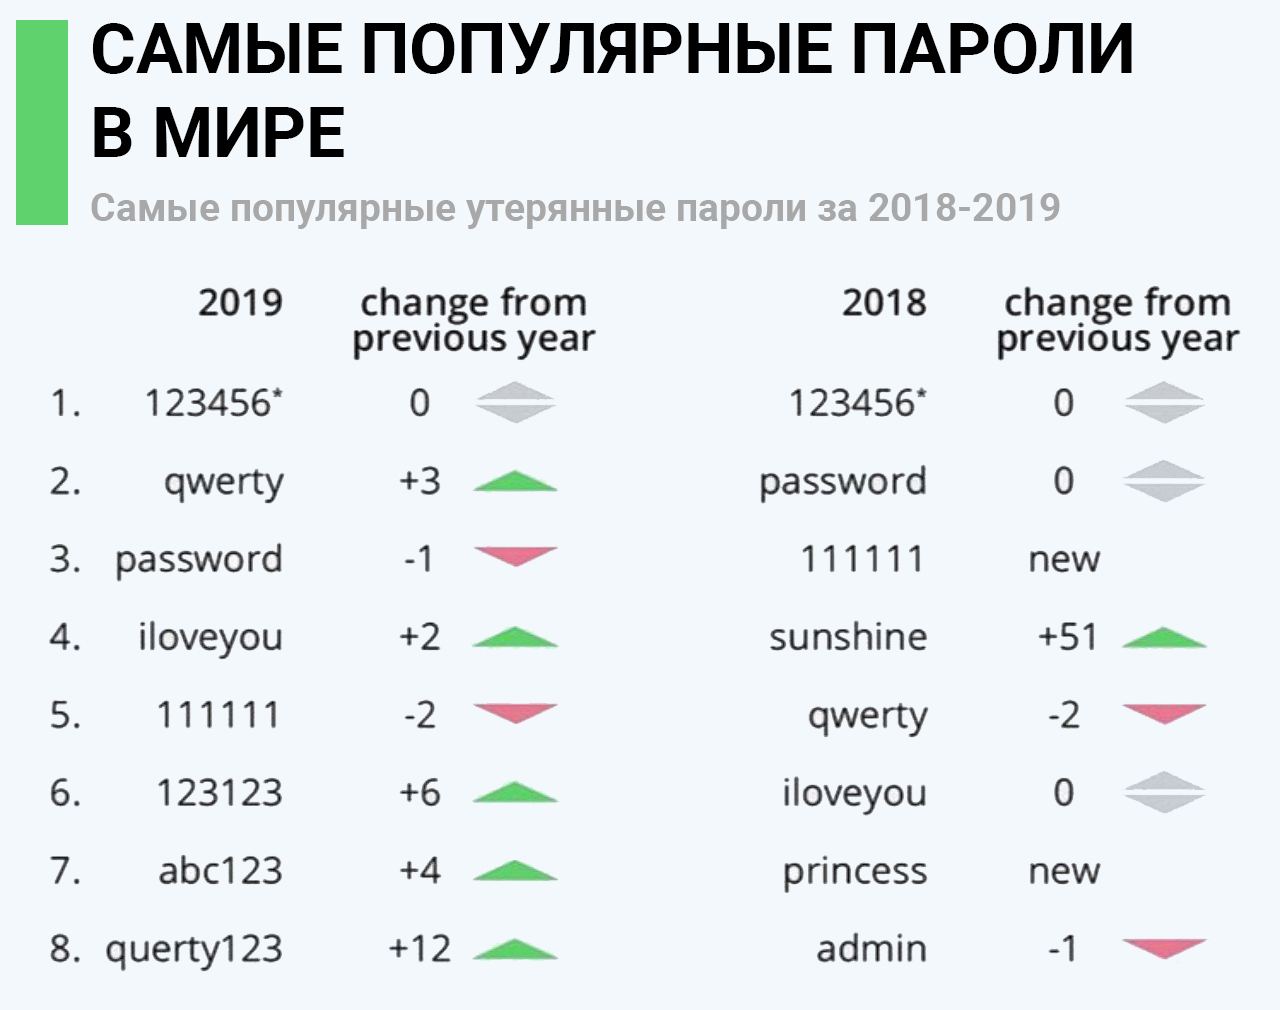 САМЫЕ ПОПУЛЯРНЫЕ ПАРОЛИ
В МИРЕ
Самые популярные утерянные пароли за 2018-2019
2019 change from previous year 2018 change from previous year
1. 123456* 0 123456* 0
2. qwerty +3 password 0
3. password -1 111111 new
4. iloveyou +2 sunshine +51
5. 111111 -2 qwerty -2
6. 123123 +6 iloveyou 0
7. abc123 +4 princess new
8. querty123 +12 admin -1